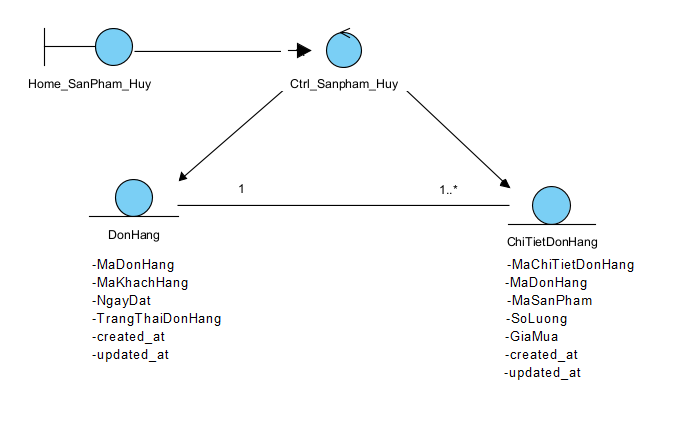 Home_SanPham_Huy
Ctrl_Sanpham_Huy
1
1..*
DonHang
-MaDonHang
-MaKhachHang
-NgayDat
-TrangThaiDonHang
-created_at
-updated_at
ChiTietDonHang
-MaChiTietDonHang
-MaDonHang
-MaSanPham
-SoLuong
-GiaMua
-created_at
-updated_at